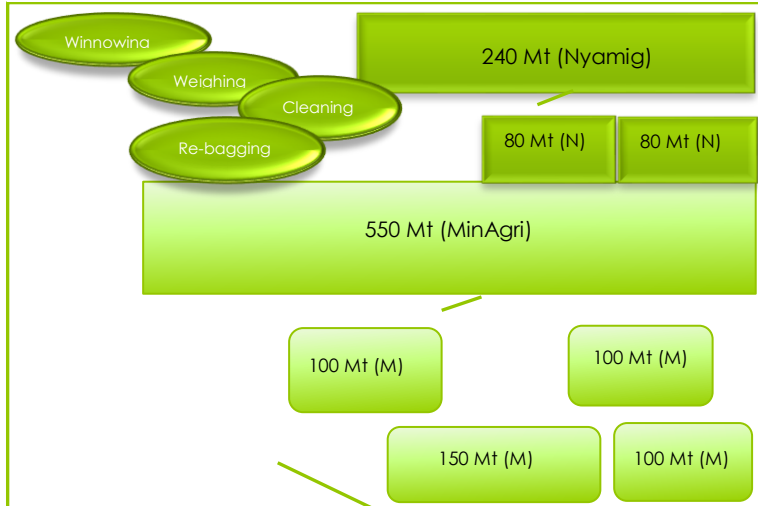 Winnowing
240 Mt (Nyamig)
Weighing
Cleaning
Re-bagging
80 Mt (N)
80 Mt (N)
550 Mt (MinAgri)
100 Mt (M)
100 Mt (M)
150 Mt (M)
100 Mt (M)